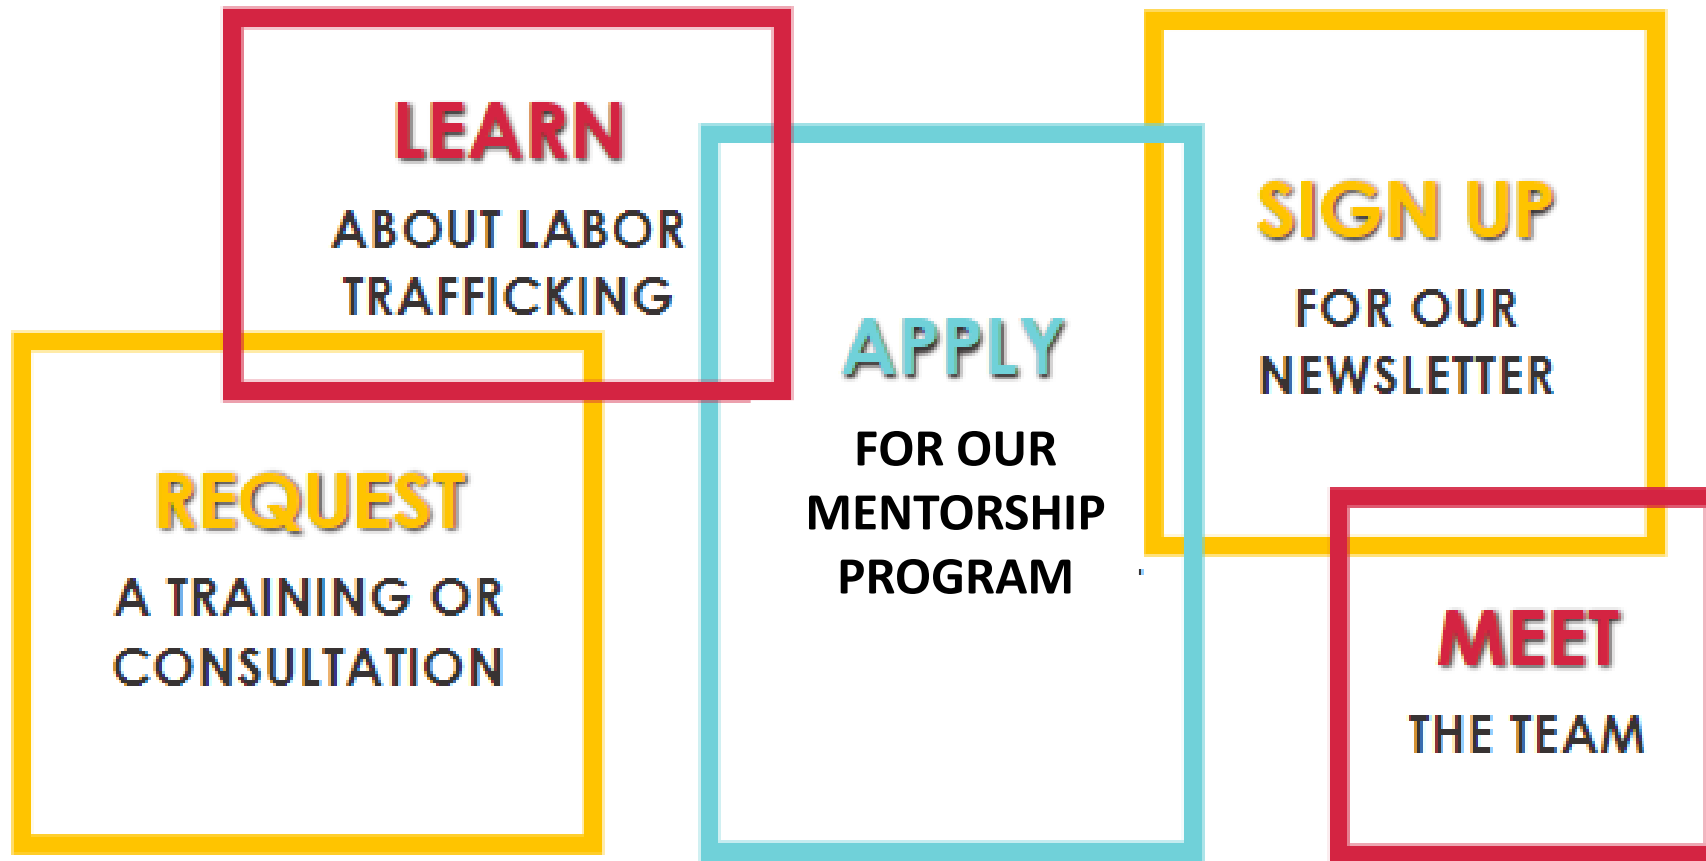 LEARN
ABOUT LABOR
TRAFFICKING
REQUEST
A TRAINING OR
CONSULTATION
APPLY
FOR OUR
MENTORSHIP
PROGRAM
SIGN UP
FOR OUR
NEWSLETTER
MEET
THE TEAM